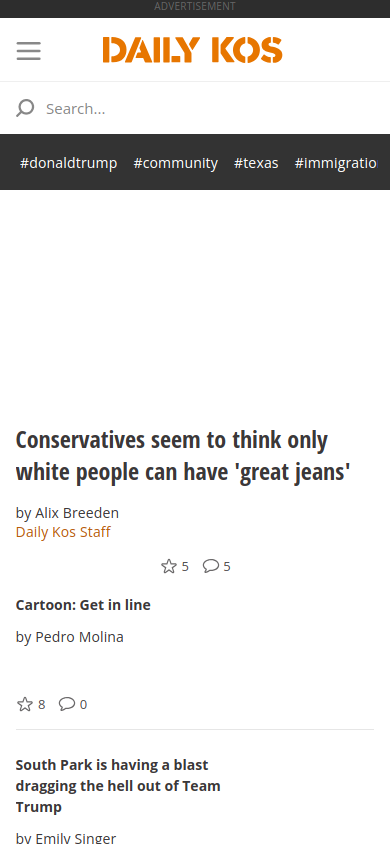 ADVERTISEMENT
DAILY KOS
Search...
#donaldtrump #community #texas #immigratio
Conservatives seem to think only
white people can have 'great jeans'
by Alix Breeden
Daily Kos Staff
5 5
Cartoon: Get in line
by Pedro Molina
8 0
South Park is having a blast
dragging the hell out of Team
Trump
by Emily Singer